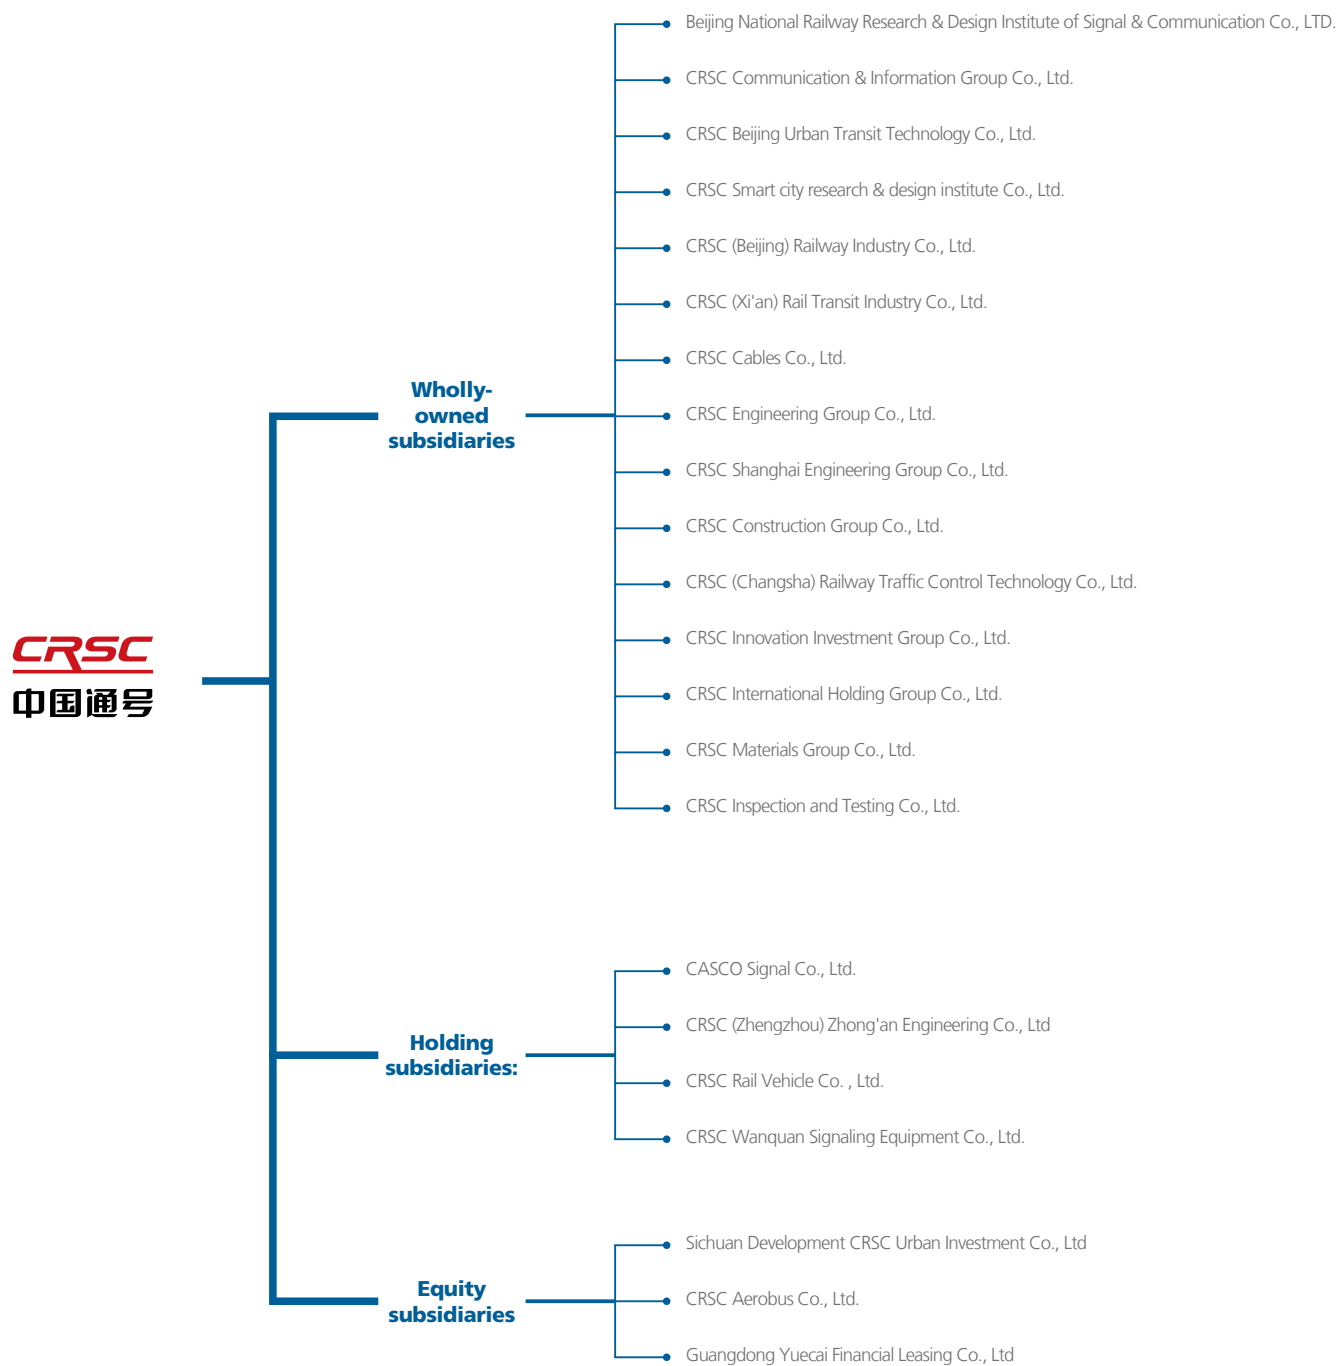 CRSC
中国通号
Wholly-
owned
subsidiaries
Beijing National Railway Research & Design Institute of Signal & Communication Co., LTD.
CRSC Communication & Information Group Co., Ltd.
CRSC Beijing Urban Transit Technology Co., Ltd.
CRSC Smart city research & design institute Co., Ltd.
CRSC (Beijing) Railway Industry Co., Ltd.
CRSC (Xi'an) Rail Transit Industry Co., Ltd.
CRSC Cables Co., Ltd.
CRSC Engineering Group Co., Ltd.
CRSC Shanghai Engineering Group Co., Ltd.
CRSC Construction Group Co., Ltd.
CRSC (Changsha) Railway Traffic Control Technology Co., Ltd.
CRSC Innovation Investment Group Co., Ltd.
CRSC International Holding Group Co., Ltd.
CRSC Materials Group Co., Ltd.
CRSC Inspection and Testing Co., Ltd.
Holding
subsidiaries:
CASCO Signal Co., Ltd.
CRSC (Zhengzhou) Zhong'an Engineering Co., Ltd
CRSC Rail Vehicle Co. , Ltd.
CRSC Wanquan Signaling Equipment Co., Ltd.
Equity
subsidiaries
Sichuan Development CRSC Urban Investment Co., Ltd
CRSC Aerobus Co., Ltd.
Guangdong Yuecai Financial Leasing Co., Ltd